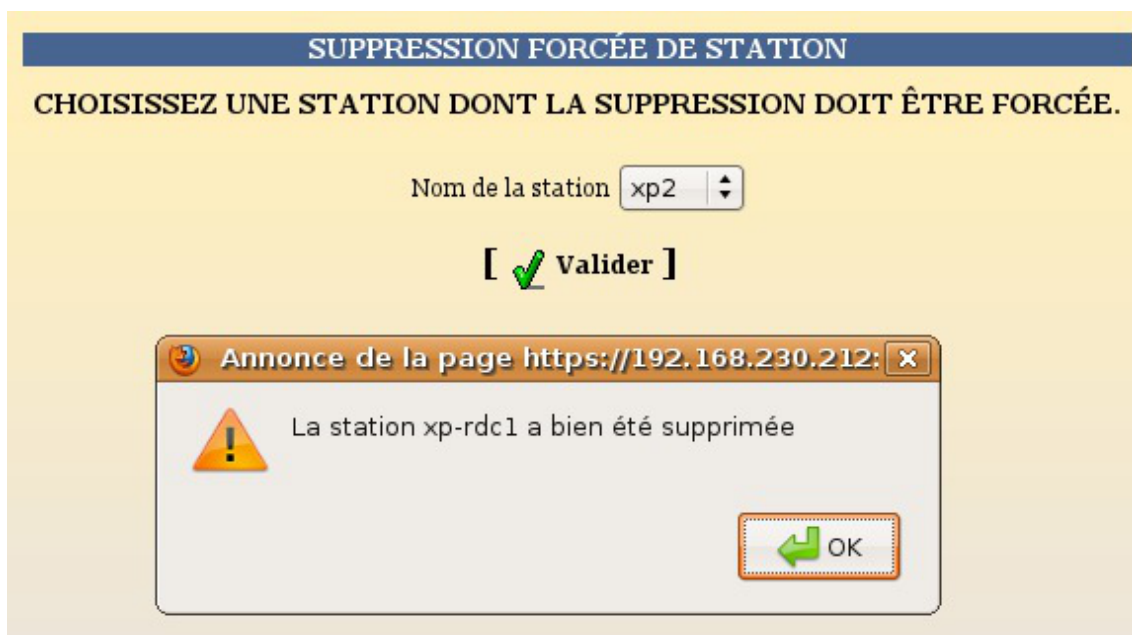 SUPPRESSION FORCÉE DE STATION
CHOISISSEZ UNE STATION DONT LA SUPPRESSION DOIT ÊTRE FORCÉE.
Nom de la station xp2
[ Valider ]
Annonce de la page https://192.168.230.212:
La station xp-rdc1 a bien été supprimée
OK